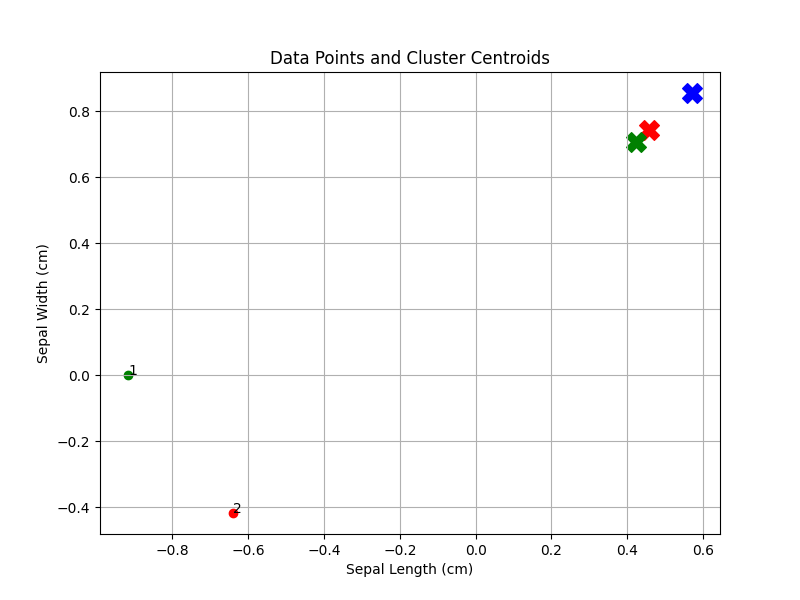 Data Points and Cluster Centroids
Sepal Width (cm)
0.8
0.6
0.4
0.2
0.0
−0.2
−0.4
1
2
−0.8 −0.6 −0.4 −0.2 0.0 0.2 0.4 0.6
Sepal Length (cm)